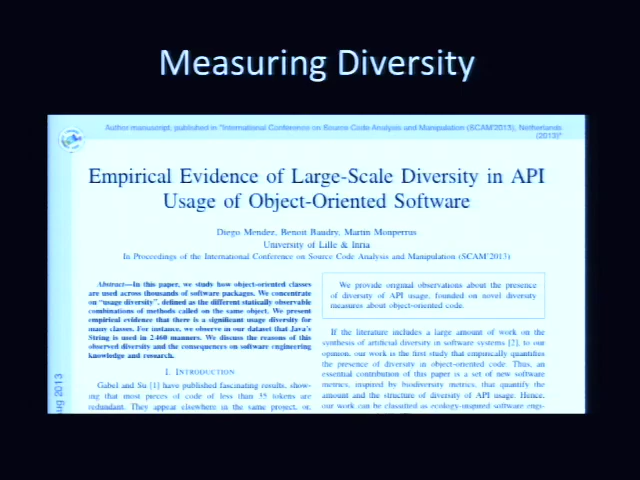 Measuring Diversity
Author manuscript, published in "International Conference on Source Code Analysis and Manipulation (SCAM'2013), Netherlands
(2013)"
Empirical Evidence of Large-Scale Diversity in API
Usage of Object-Oriented Software
Diego Mendez, Benoit Baudry, Martin Monperrus
University of Lille & Inria
In Proceedings of the International Conference on Source Code Analysis and Manipulation (SCAM'2013)
Abstract—In this paper, we study how object-oriented classes
are used across thousands of software packages. We concentrate
on "usage diversity", defined as the different statically observable
combinations of methods called on the same object. We present
empirical evidence that there is a significant usage diversity for
many classes. For instance, we observe in our dataset that Java's
String is used in 2460 manners. We discuss the reasons of this
observed diversity and the consequences on software engineering
knowledge and research.
I. INTRODUCTION
Gabel and Su [1] have published fascinating results, show-
ing that most pieces of code of less than 35 tokens are
redundant. They appear elsewhere in the same project, or,
We provide original observations about the presence
of diversity of API usage, founded on novel diversity
measures about object-oriented code.
If the literature includes a large amount of work on the
synthesis of artificial diversity in software systems [2], to our
opinion, our work is the first study that empirically quantifies
the presence of diversity in object-oriented code. Thus, an
essential contribution of this paper is a set of new software
metrics, inspired by biodiversity metrics, that quantify the
amount and the structure of diversity of API usage. Hence,
our work can be classified as ecology-inspired software engi-
ug 2013